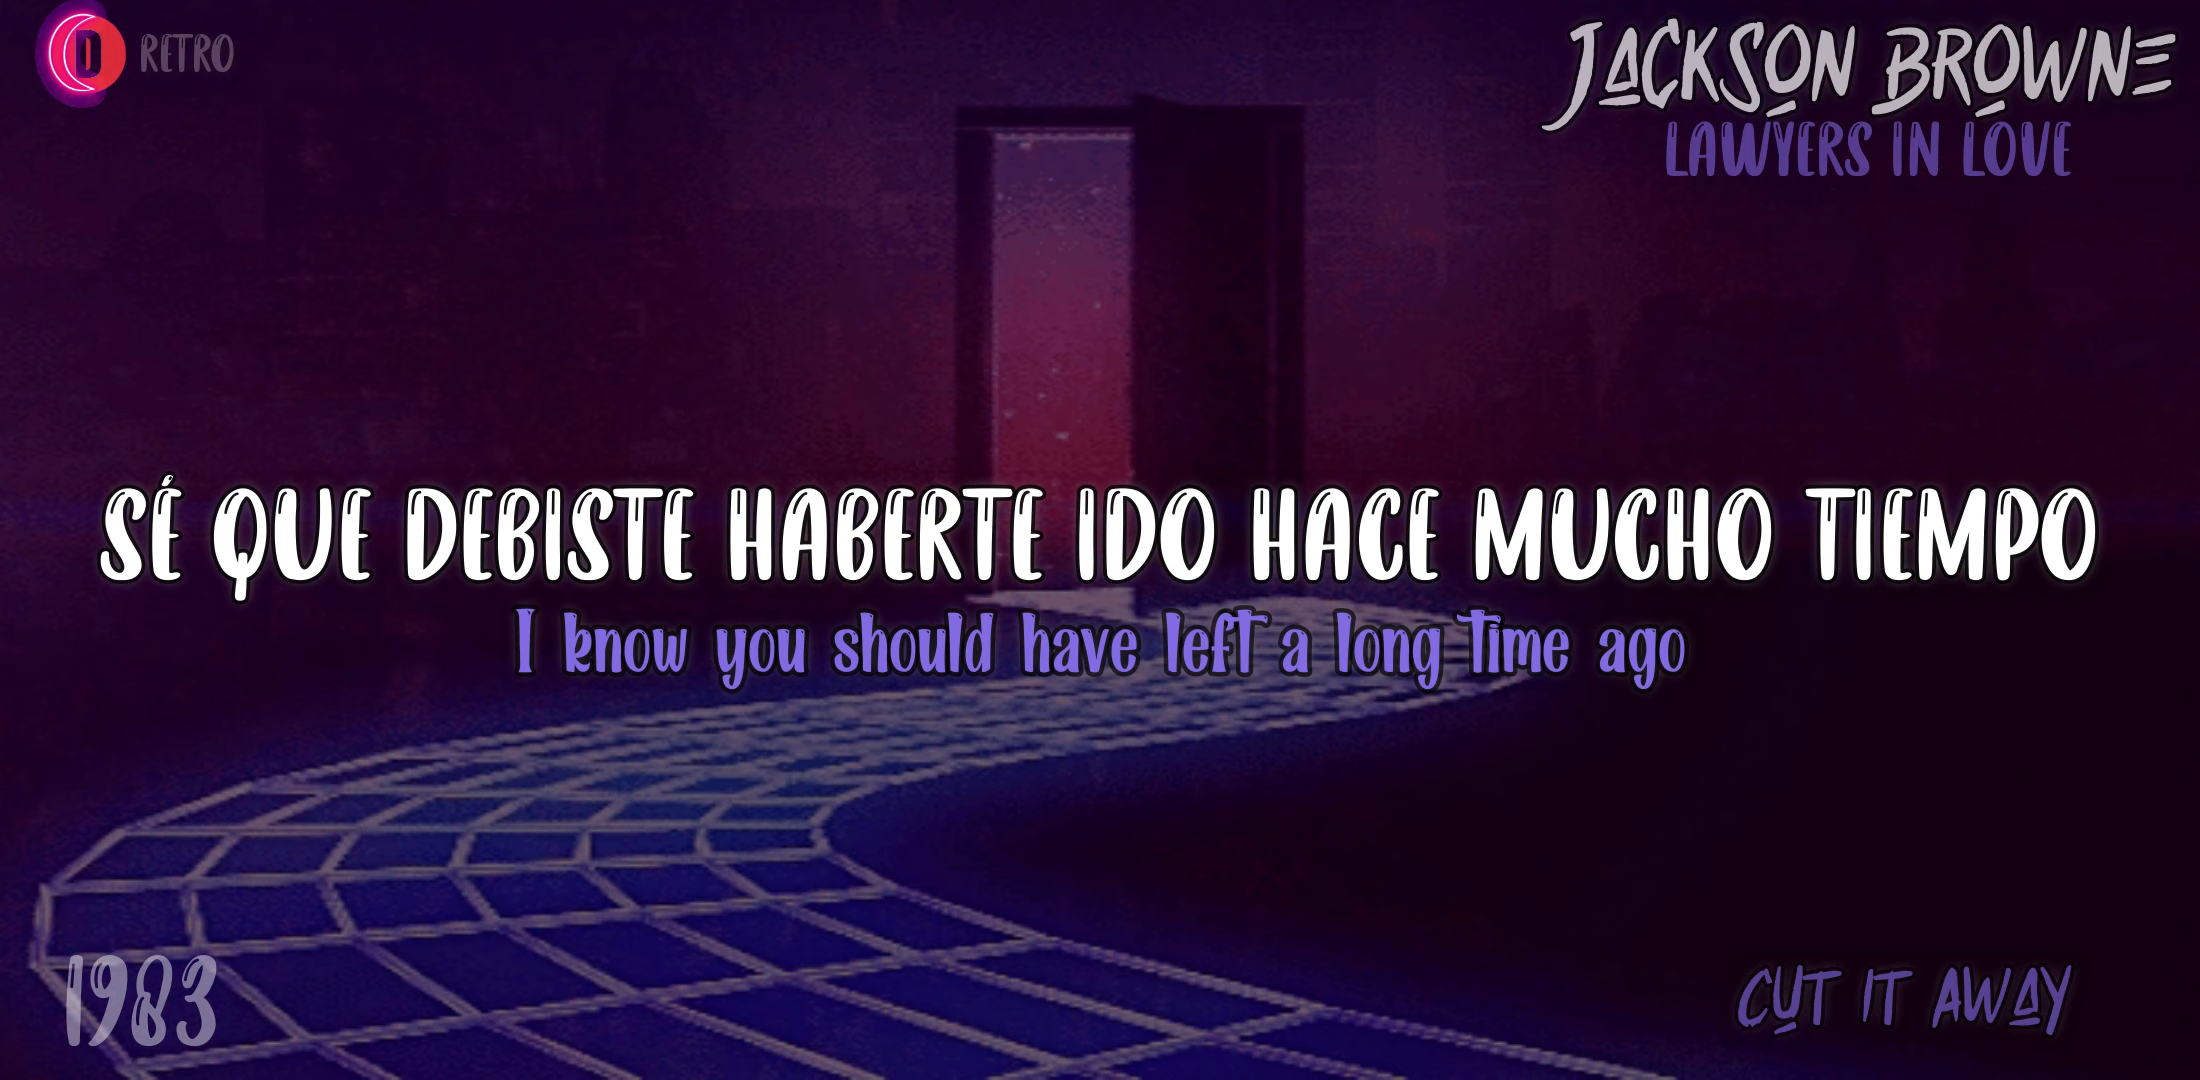 D RETRO
JACKSON BROWNE
LAWYERS IN LOVE
SÉ QUE DEBISTE HABERTE IDO HACE MUCHO TIEMPO
I know you should have left a long time ago
1983
CUT IT AWAY